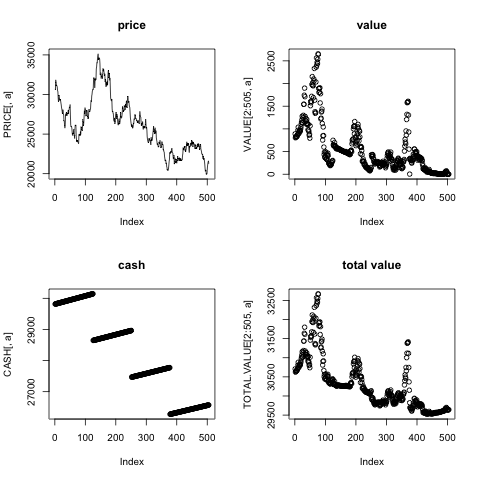 price
PRICE[, a]
20000 25000 30000 35000
0 100 200 300 400 500
Index
value
VALUE[2:505, a]
0 500 1500 2500
0 100 200 300 400 500
Index
cash
CASH[, a]
27000 29000
0 100 200 300 400 500
Index
total value
TOTAL.VALUE[2:505, a]
29500 30500 31500 32500
0 100 200 300 400 500
Index